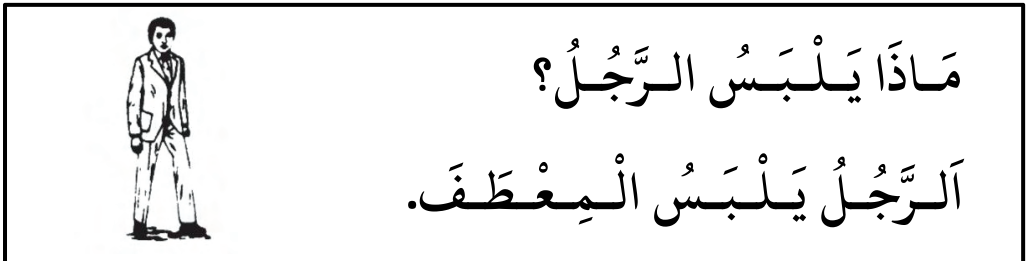 مَاذَا يَلْبَسُ الرَّجُلُ؟
اَلرَّجُلُ يَلْبَسُ الْمِعْطَفَ.